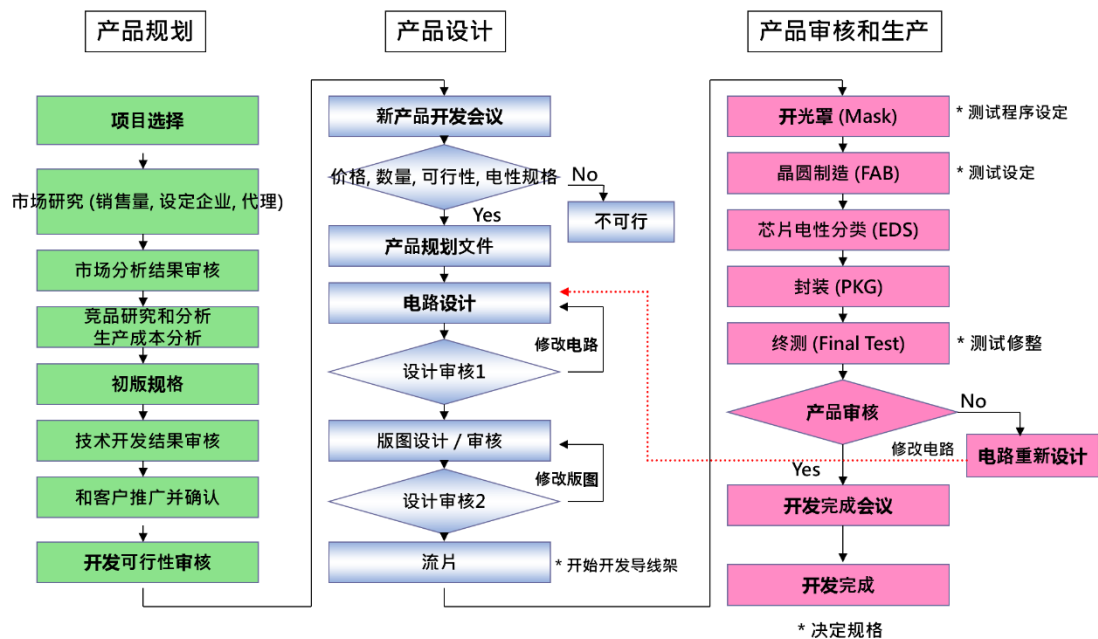 产品规划
产品设计
产品审核和生产
项目选择
市场研究 (销售量, 设定企业, 代理)
市场分析结果审核
竞品研究和分析
生产成本分析
初版规格
技术开发结果审核
和客户推广并确认
开发可行性审核
新产品开发会议
价格, 数量, 可行性, 电性规格
No
不可行
Yes
产品规划文件
电路设计
修改电路
设计审核1
版图设计 / 审核
修改版图
设计审核2
流片
* 开始开发导线架
开光罩 (Mask)
* 测试程序设定
晶圆制造 (FAB)
* 测试设定
芯片电性分类 (EDS)
封装 (PKG)
终测 (Final Test)
* 测试修整
产品审核
No
修改电路
电路重新设计
Yes
开发完成会议
开发完成
* 决定规格